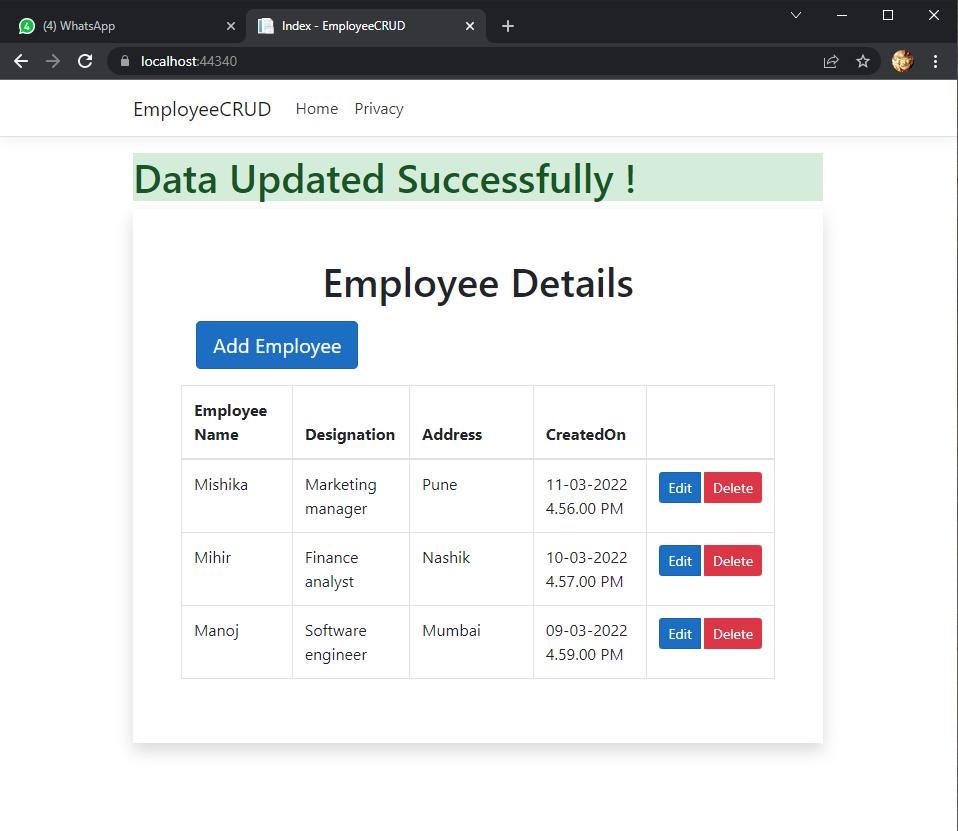 (4) WhatsApp
Index - EmployeeCRUD
localhost:44340
EmployeeCRUD Home Privacy
Data Updated Successfully !
Employee Details
Add Employee
Employee Name Designation Address CreatedOn
Mishika Marketing manager Pune 11-03-2022 4.56.00 PM Edit Delete
Mihir Finance analyst Nashik 10-03-2022 4.57.00 PM Edit Delete
Manoj Software engineer Mumbai 09-03-2022 4.59.00 PM Edit Delete